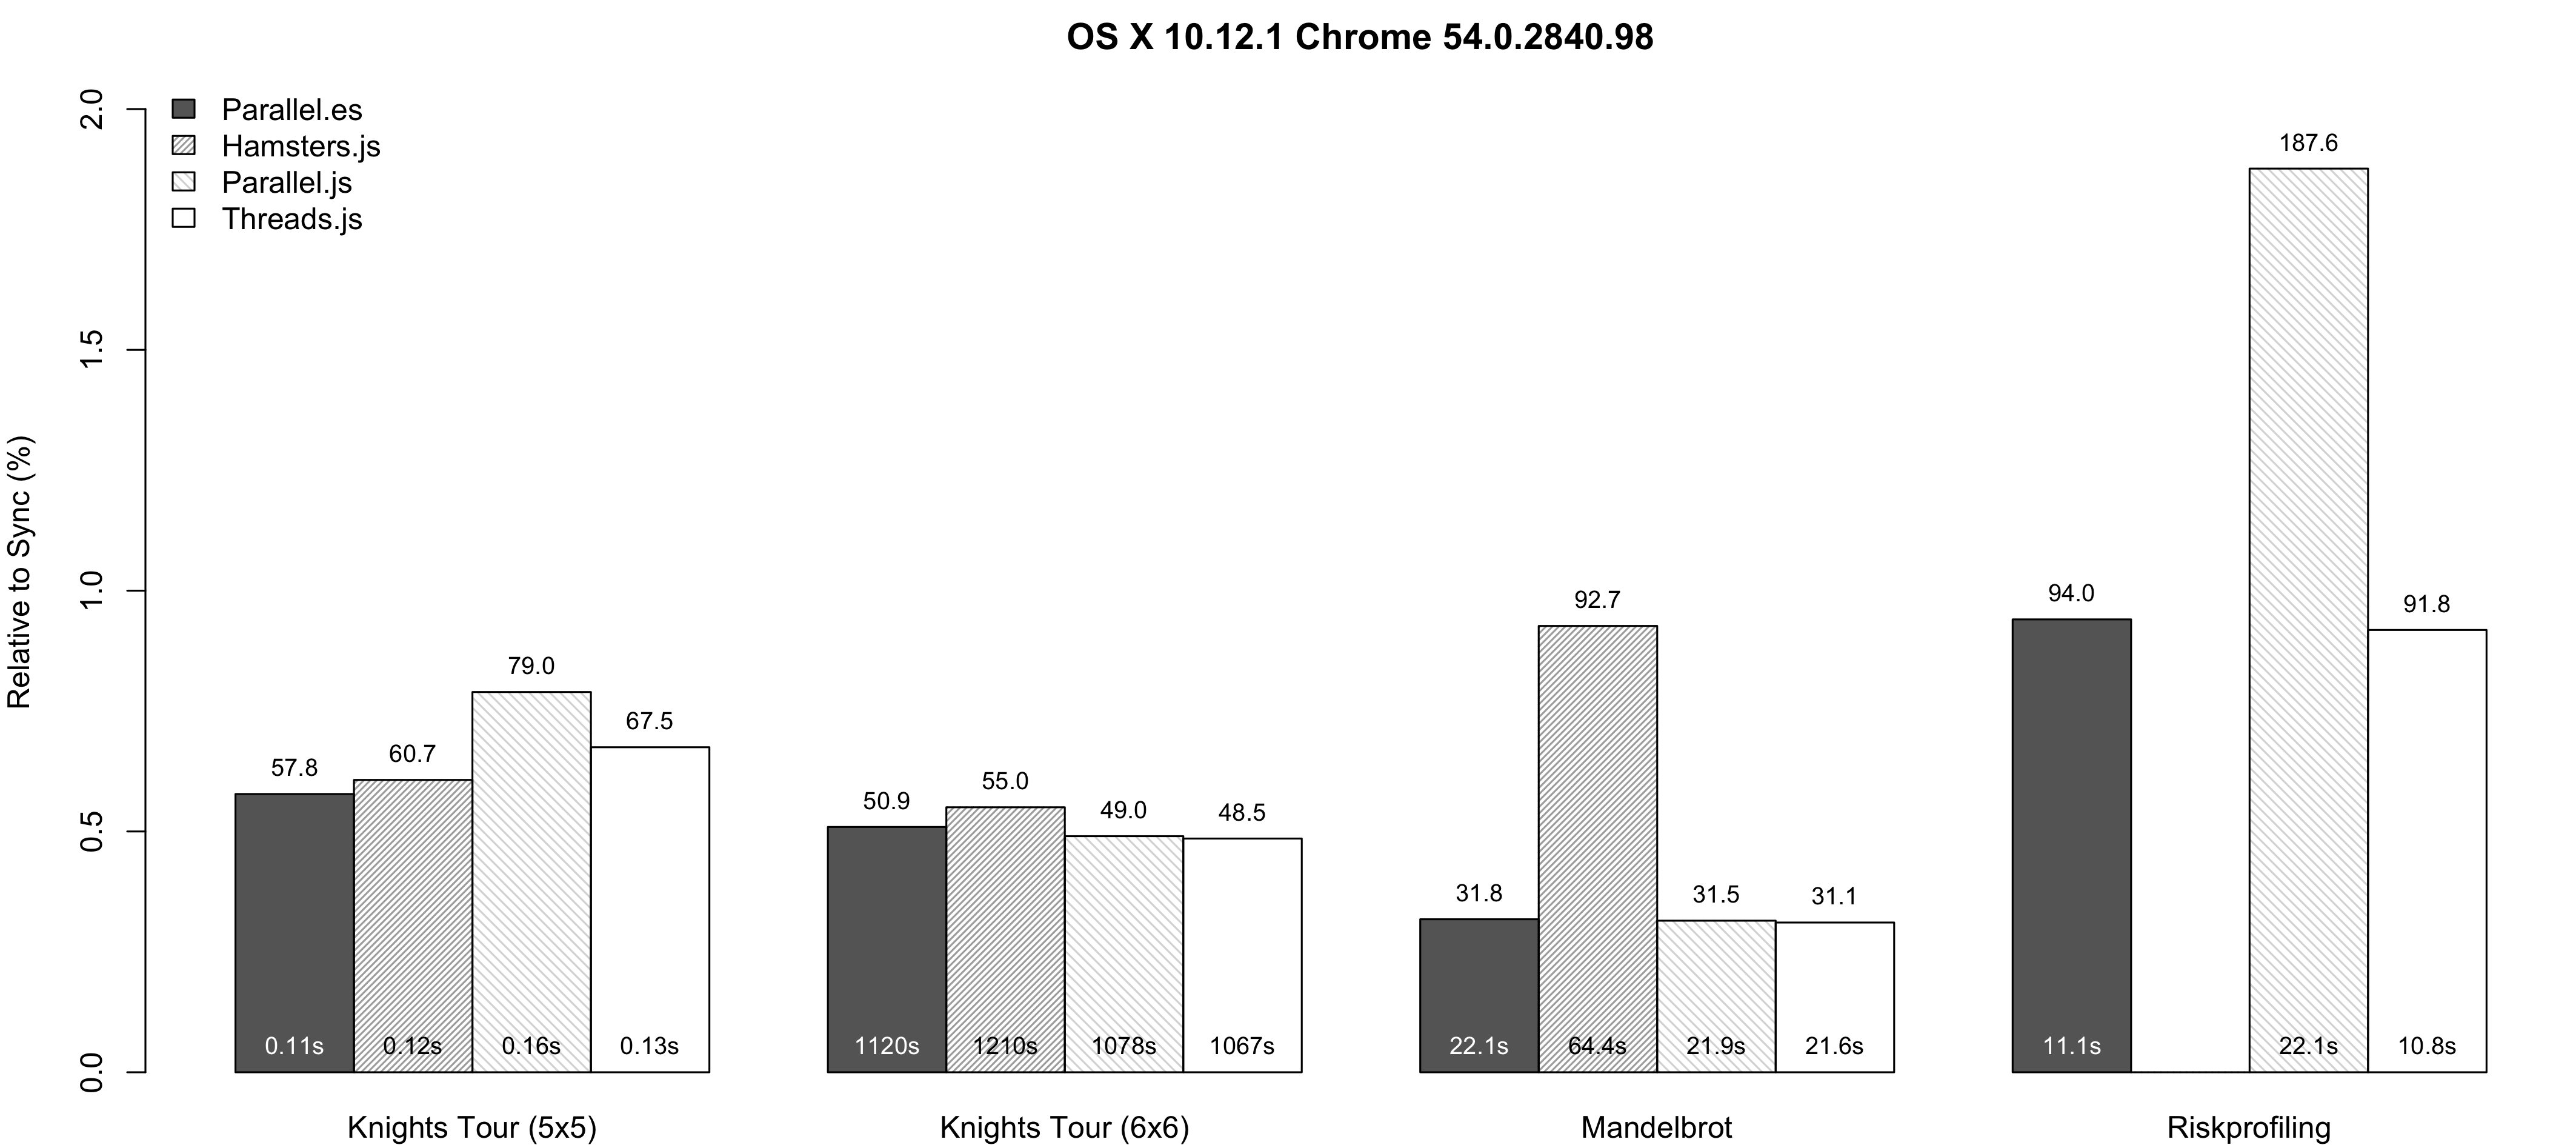 OS X 10.12.1 Chrome 54.0.2840.98
Relative to Sync (%)
2.0
1.5
1.0
0.5
0.0
Parallel.es
Hamsters.js
Parallel.js
Threads.js
57.8
60.7
79.0
67.5
50.9
55.0
49.0
48.5
31.8
92.7
31.5
31.1
94.0
187.6
91.8
0.11s
0.12s
0.16s
0.13s
1120s
1210s
1078s
1067s
22.1s
64.4s
21.9s
21.6s
11.1s
22.1s
10.8s
Knights Tour (5x5)
Knights Tour (6x6)
Mandelbrot
Riskprofiling